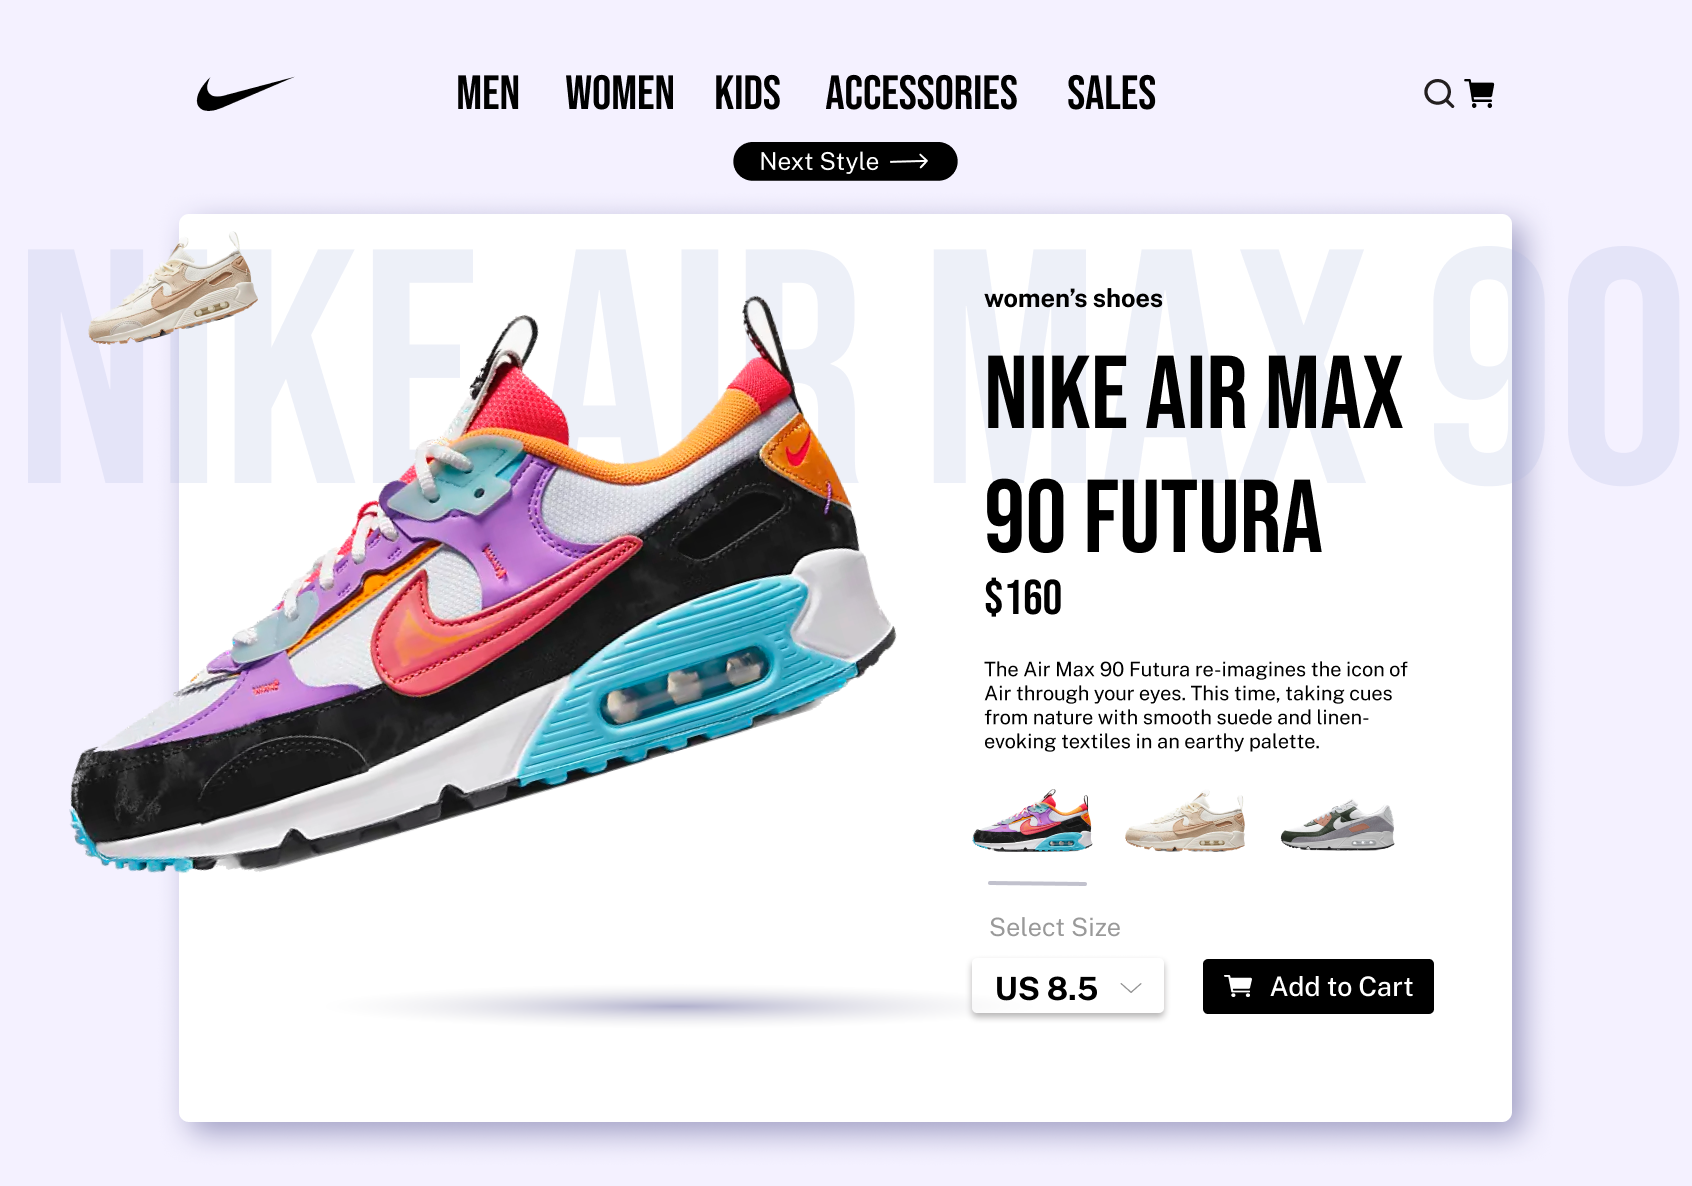 MEN WOMEN KIDS ACCESSORIES SALES
Next Style
NIKE AIR MAX 90
women’s shoes
NIKE AIR MAX
90 FUTURA
$160
The Air Max 90 Futura re-imagines the icon of
Air through your eyes. This time, taking cues
from nature with smooth suede and linen-
evoking textiles in an earthy palette.
Select Size
US 8.5
Add to Cart